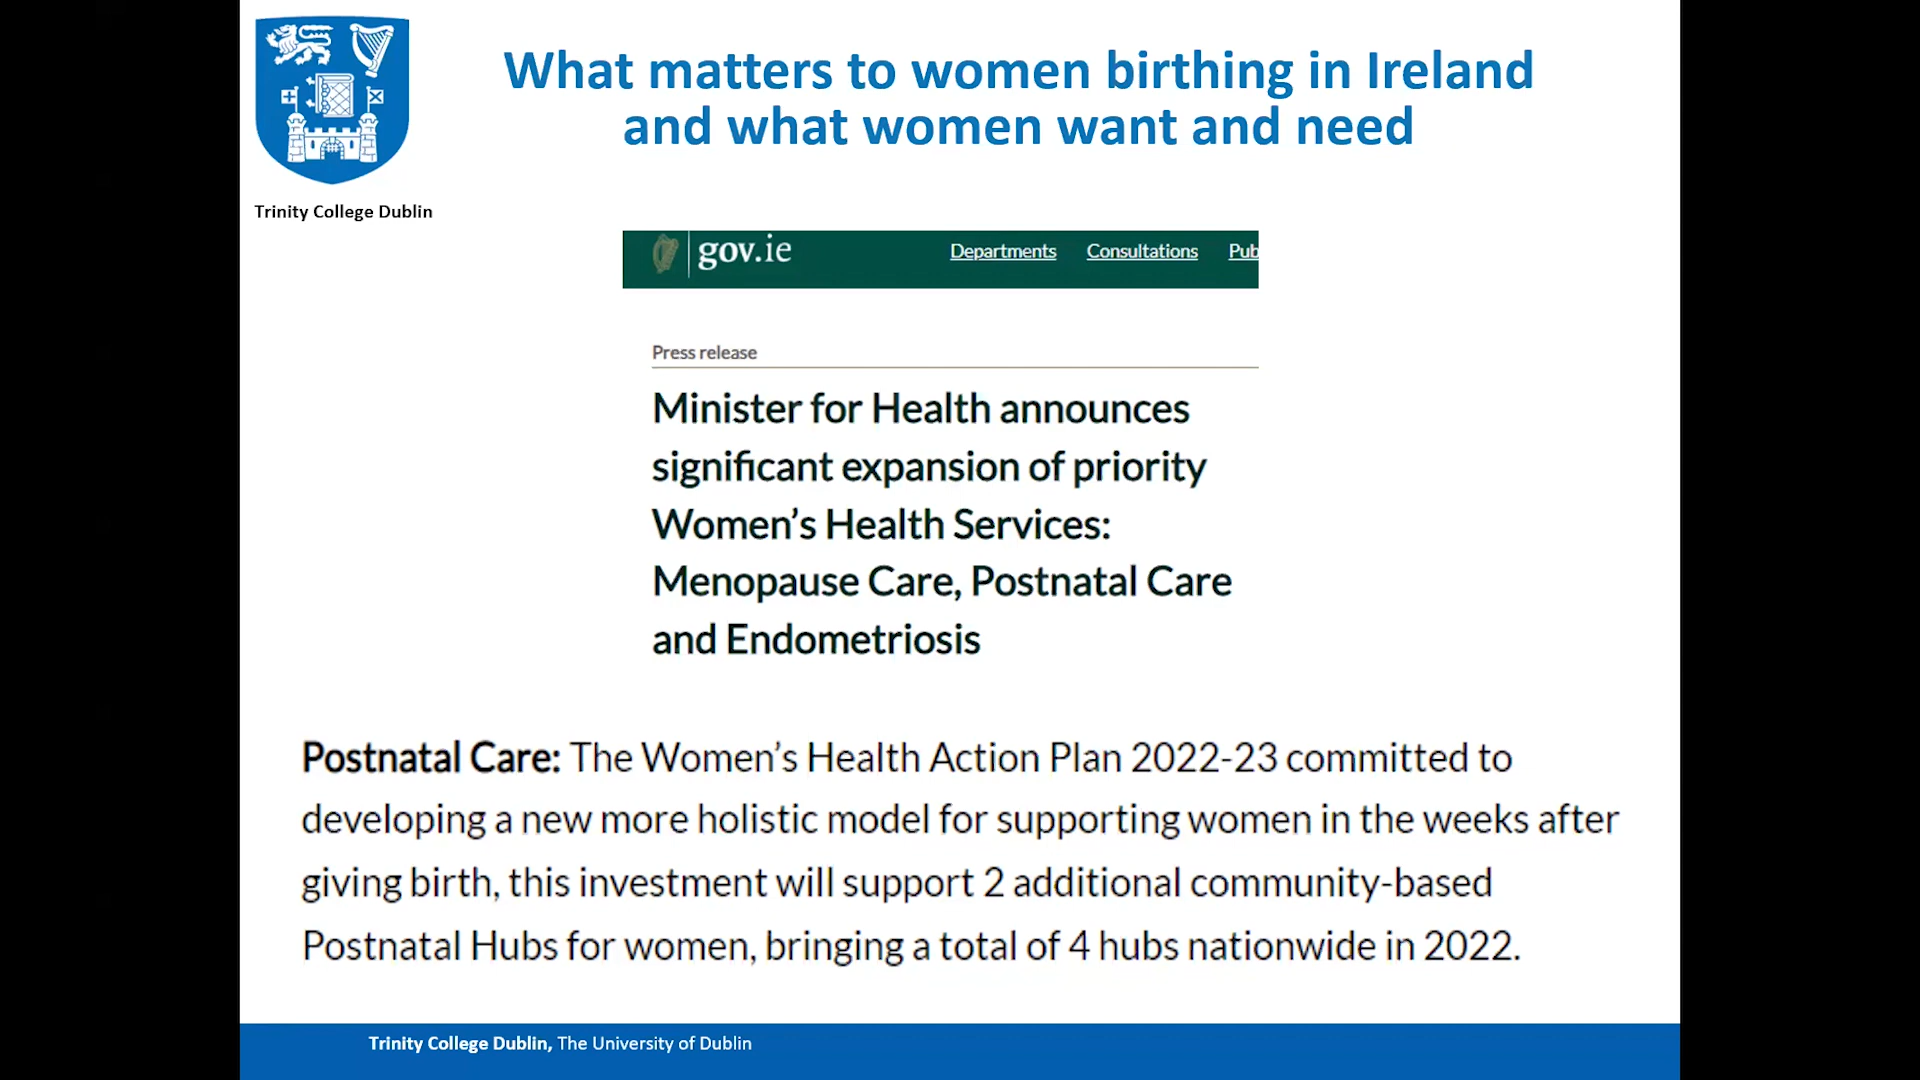 What matters to women birthing in Ireland
and what women want and need
Trinity College Dublin
gov.ie
Departments Consultations Pub
Press release
Minister for Health announces
significant expansion of priority
Women’s Health Services:
Menopause Care, Postnatal Care
and Endometriosis
Postnatal Care: The Women’s Health Action Plan 2022-23 committed to
developing a new more holistic model for supporting women in the weeks after
giving birth, this investment will support 2 additional community-based
Postnatal Hubs for women, bringing a total of 4 hubs nationwide in 2022.
Trinity College Dublin, The University of Dublin